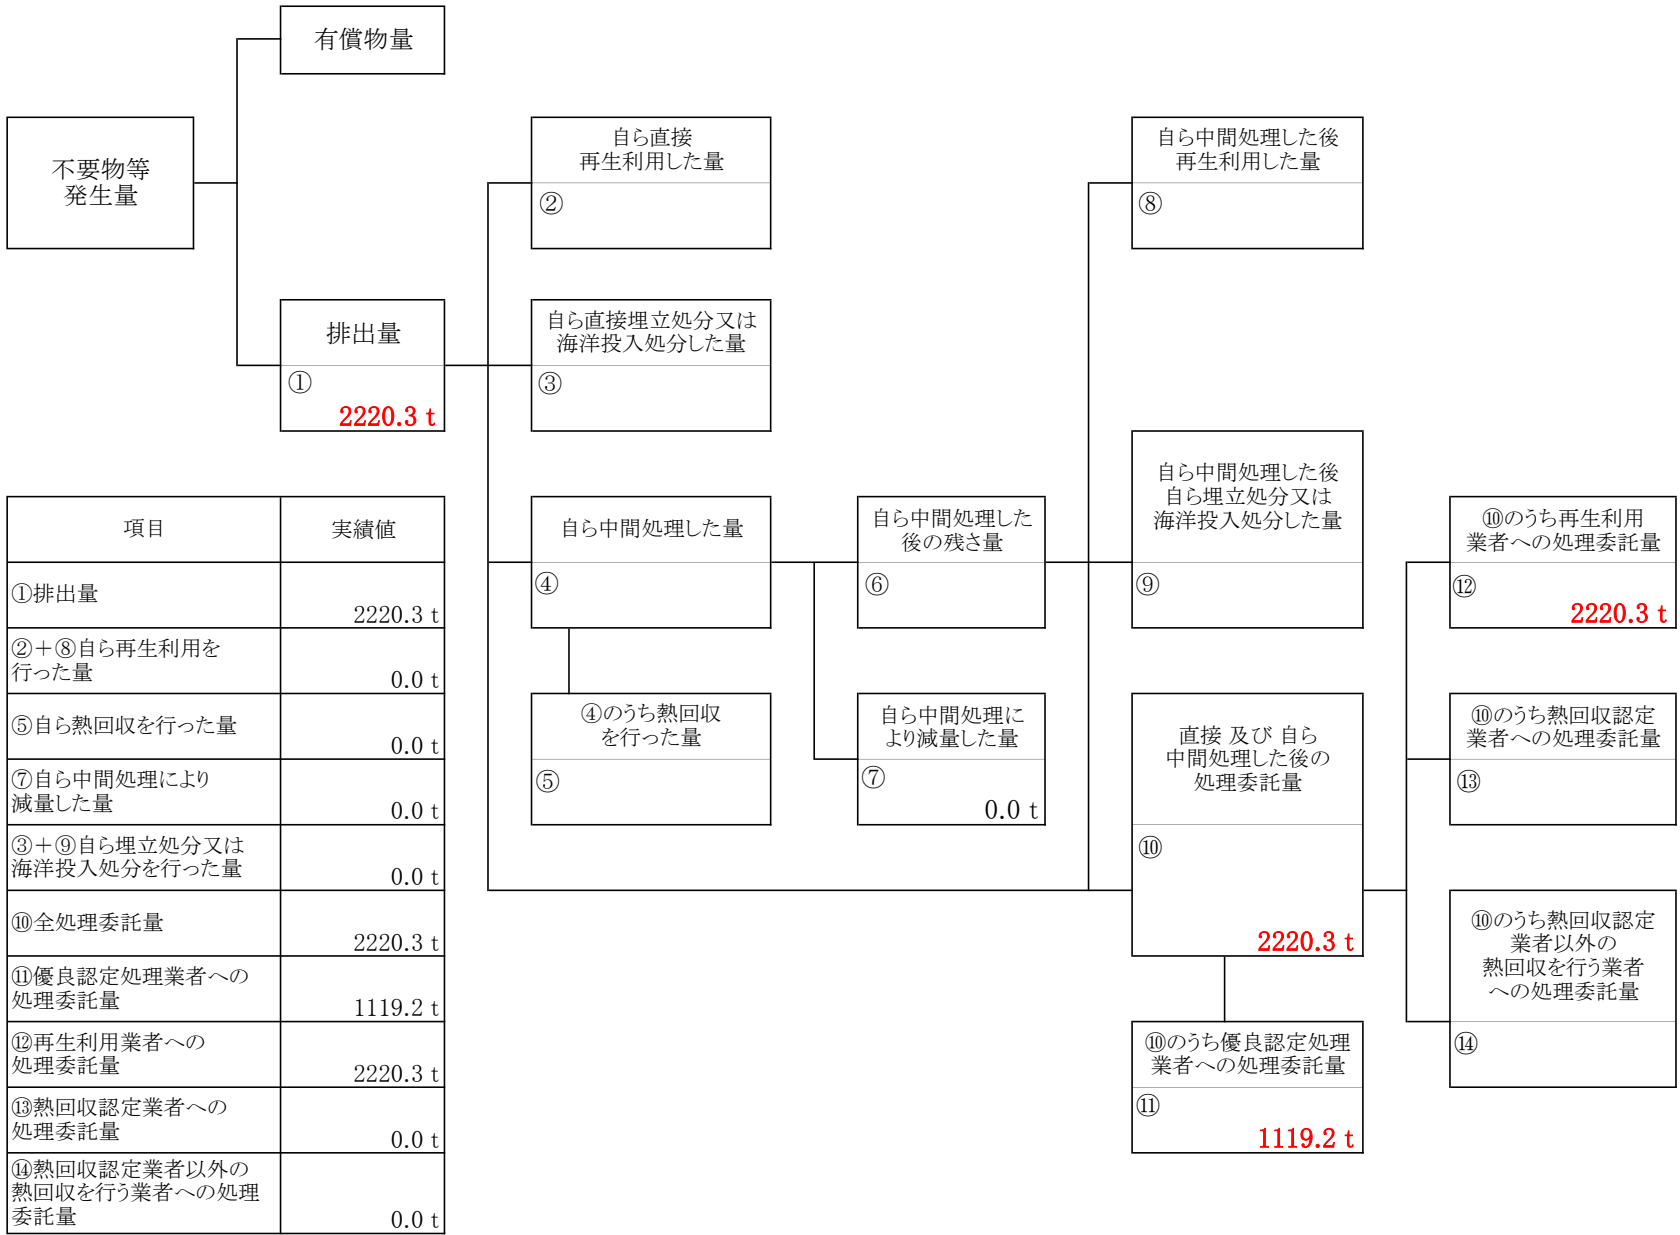 有償物量
不要物等
発生量
自ら直接
再生利用した量
②
自ら中間処理した後
再生利用した量
⑧
排出量
①
2220.3 t
自ら直接埋立処分又は
海洋投入処分した量
③
自ら中間処理した量
④
自ら中間処理した
後の残さ量
⑥
自ら中間処理した後
自ら埋立処分又は
海洋投入処分した量
⑨
⑩のうち再生利用
業者への処理委託量
⑫
2220.3 t
④のうち熱回収
を行った量
⑤
自ら中間処理に
より減量した量
⑦
0.0 t
直接 及び 自ら
中間処理した後の
処理委託量
⑩
2220.3 t
⑩のうち熱回収認定
業者への処理委託量
⑬
⑩のうち熱回収認定
業者以外の
熱回収を行う業者
への処理委託量
⑭
⑩のうち優良認定処理
業者への処理委託量
⑪
1119.2 t
項目 実績値
①排出量
2220.3 t
②＋⑧自ら再生利用を
行った量
0.0 t
⑤自ら熱回収を行った量
0.0 t
⑦自ら中間処理により
減量した量
0.0 t
③＋⑨自ら埋立処分又は
海洋投入処分を行った量
0.0 t
⑩全処理委託量
2220.3 t
⑪優良認定処理業者への
処理委託量
1119.2 t
⑫再生利用業者への
処理委託量
2220.3 t
⑬熱回収認定業者への
処理委託量
0.0 t
⑭熱回収認定業者以外の
熱回収を行う業者への処理
委託量
0.0 t